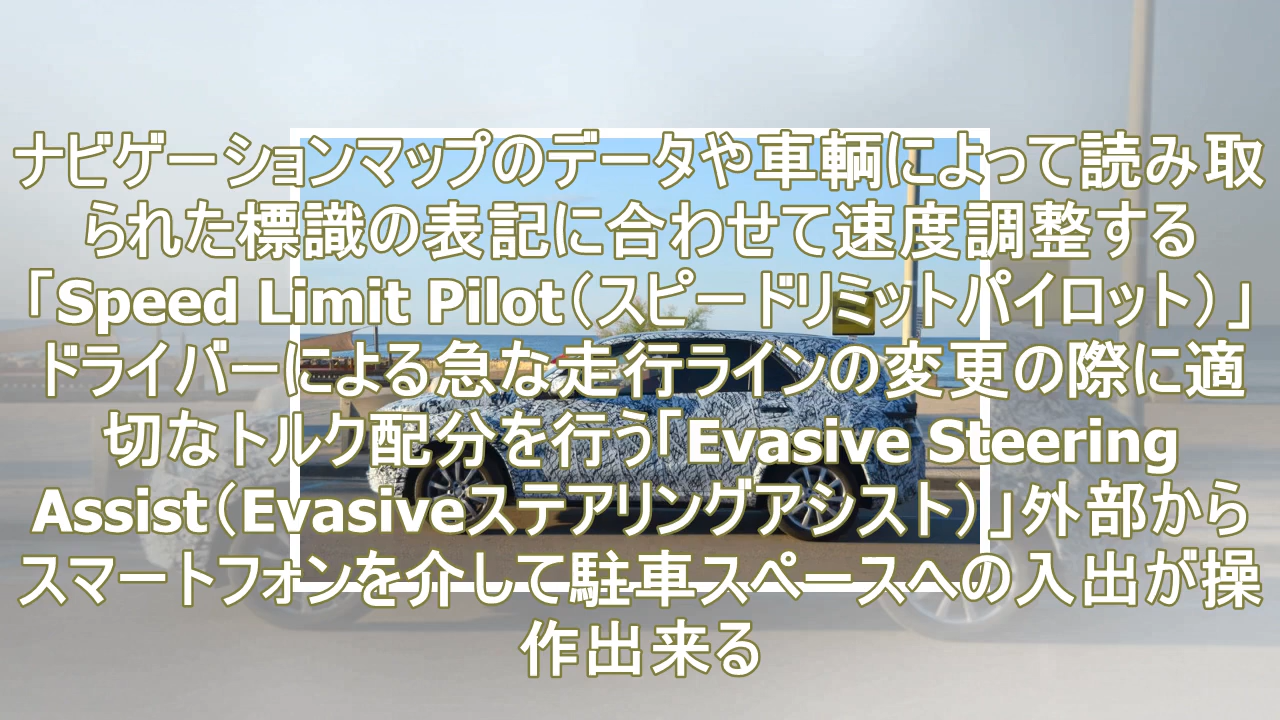 ナビゲーションマップのデータや車輌によって読み取
られた標識の表記に合わせて速度調整する
「Speed Limit Pilot（スピードリミットパイロット）」
ドライバーによる急な走行ラインの変更の際に適
切なトルク配分を行う「Evasive Steering
Assist（Evasiveステアリングアシスト）」外部から
スマートフォンを介して駐車スペースへの入出が操
作出来る